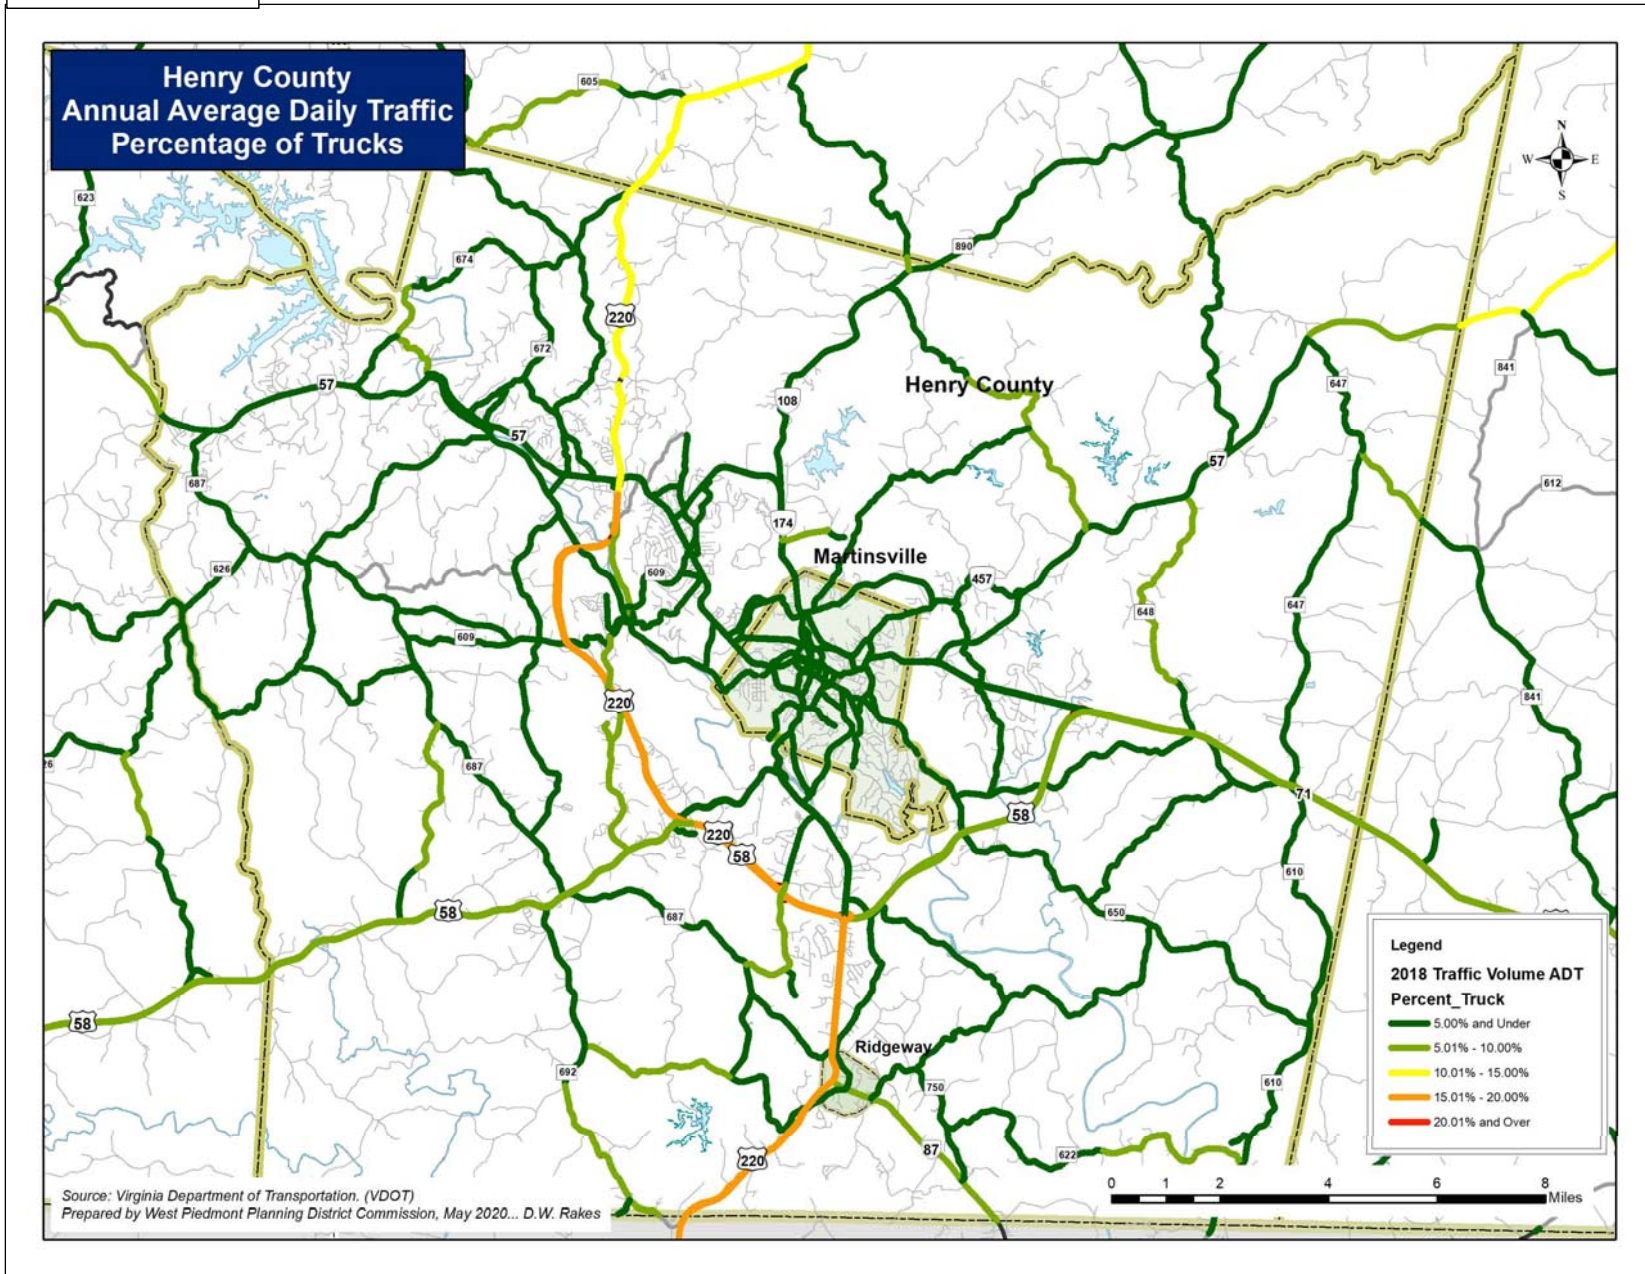 Henry County
Annual Average Daily Traffic
Percentage of Trucks
605
N
W E
S
623
890
674
220
672
57
108
Henry County
647
841
57
57
687
612
174
Martinsville
626
609
457
648
647
609
220
841
687
26
71
58
220
58
610
58
687
650
Legend
2018 Traffic Volume ADT
Percent_Truck
5.00% and Under
5.01% - 10.00%
10.01% - 15.00%
15.01% - 20.00%
20.01% and Over
58
Ridgeway
692
750
610
87
622
220
0 1 2 4 6 8
Miles
Source: Virginia Department of Transportation. (VDOT)
Prepared by West Piedmont Planning District Commission, May 2020... D.W. Rakes